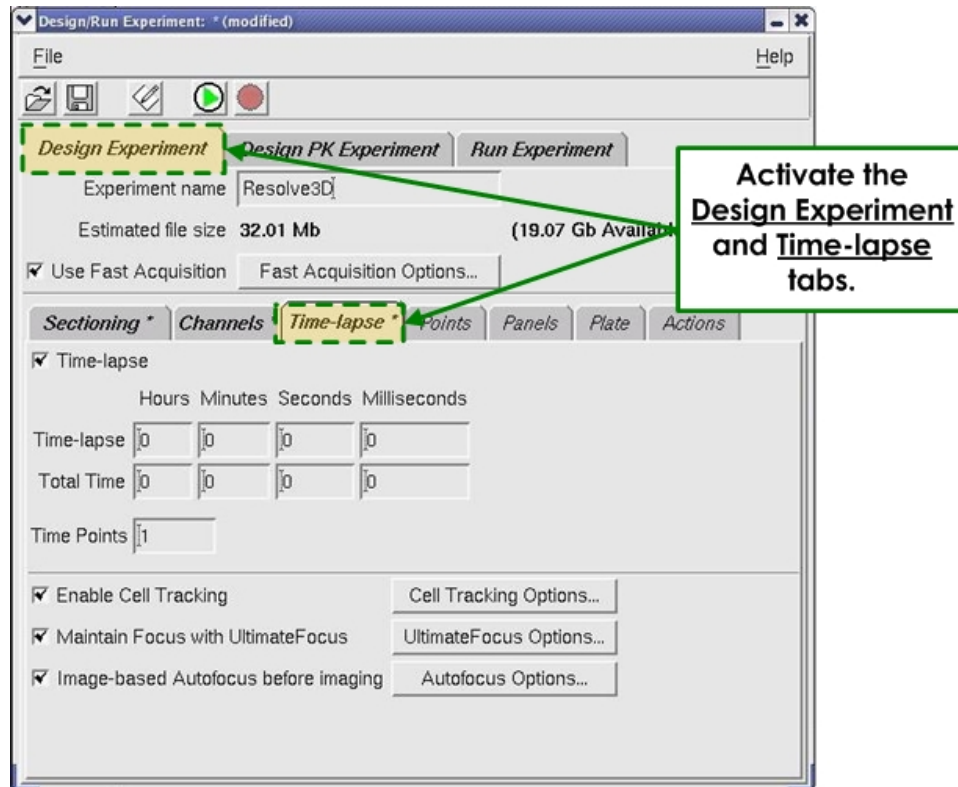 Design/Run Experiment: * (modified)
File Help
Design Experiment Design PK Experiment Run Experiment
Experiment name Resolve3D
Estimated file size 32.01 Mb (19.07 Gb Availabl
Use Fast Acquisition Fast Acquisition Options...
Activate the
Design Experiment
and Time-lapse
tabs.
Sectioning * Channels Time-lapse * Points Panels Plate Actions
Time-lapse
Hours Minutes Seconds Milliseconds
Time-lapse 0 0 0 0
Total Time 0 0 0 0
Time Points 1
Enable Cell Tracking Cell Tracking Options...
Maintain Focus with UltimateFocus UltimateFocus Options...
Image-based Autofocus before imaging Autofocus Options...